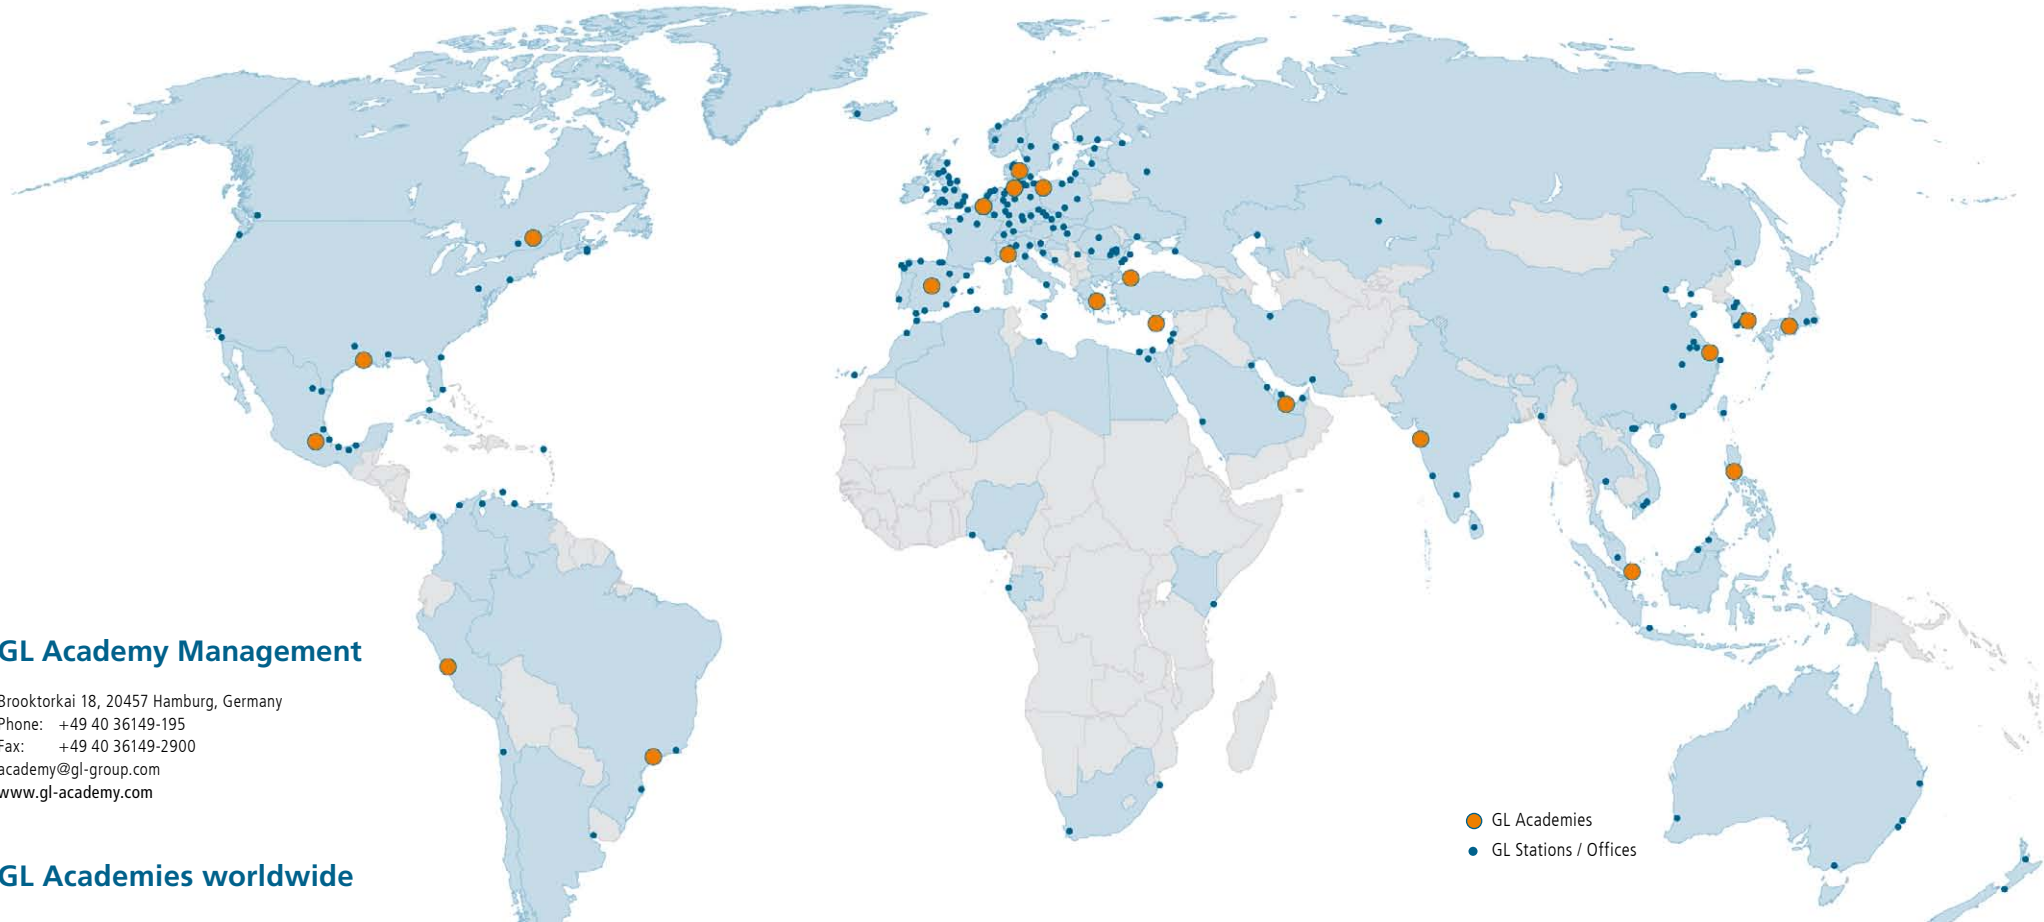 GL Academy Management
Brooktorkai 18, 20457 Hamburg, Germany
Phone: +49 40 36149-195
Fax: +49 40 36149-2900
academy@gl-group.com
www.gl-academy.com
GL Academies worldwide
GL Academies
GL Stations / Offices